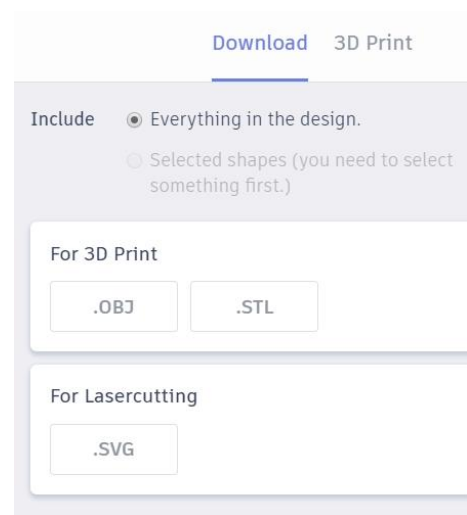 Download 3D Print
Include Everything in the design.
Selected shapes (you need to select
something first.)
For 3D Print
.OBJ .STL
For Lasercutting
.SVG